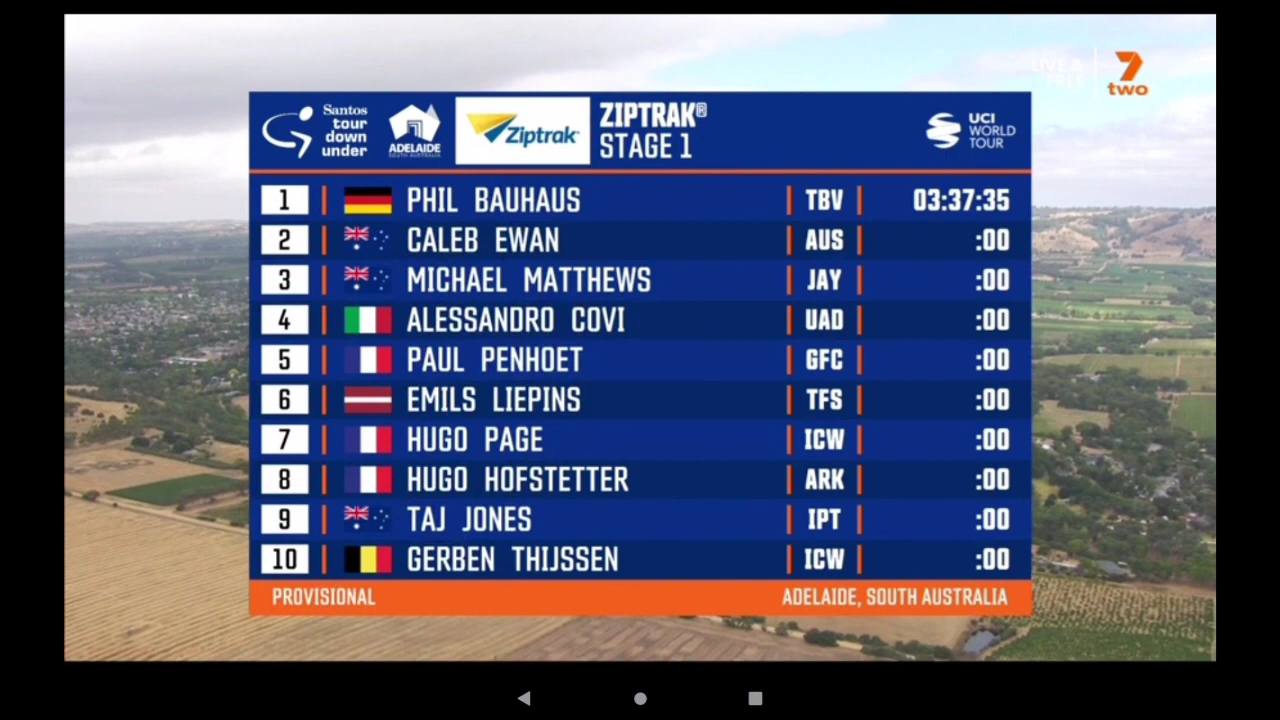 LIVE &
FREE
7
two
Santos
tour
down
under
ADELAIDE
SOUTH AUSTRALIA
Ziptrak
ZIPTRAK®
STAGE 1
UCI
WORLD
TOUR
1 PHIL BAUHAUS TBV 03:37:35
2 CALEB EWAN AUS :00
3 MICHAEL MATTHEWS JAY :00
4 ALESSANDRO COVI UAD :00
5 PAUL PENHOET GFC :00
6 EMILS LIEPINS TFS :00
7 HUGO PAGE ICW :00
8 HUGO HOFSTETTER ARK :00
9 TAJ JONES IPT :00
10 GERBEN THIJSSEN ICW :00
PROVISIONAL ADELAIDE, SOUTH AUSTRALIA